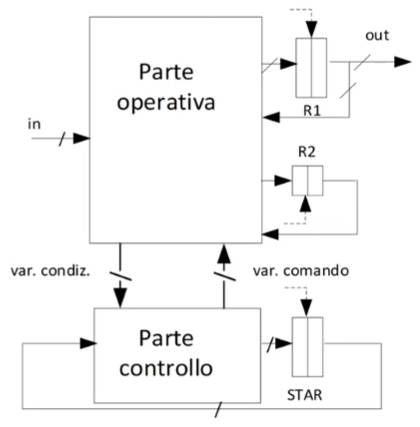 Parte
operativa
in
out
R1
R2
var. condiz.
var. comando
Parte
controllo
STAR